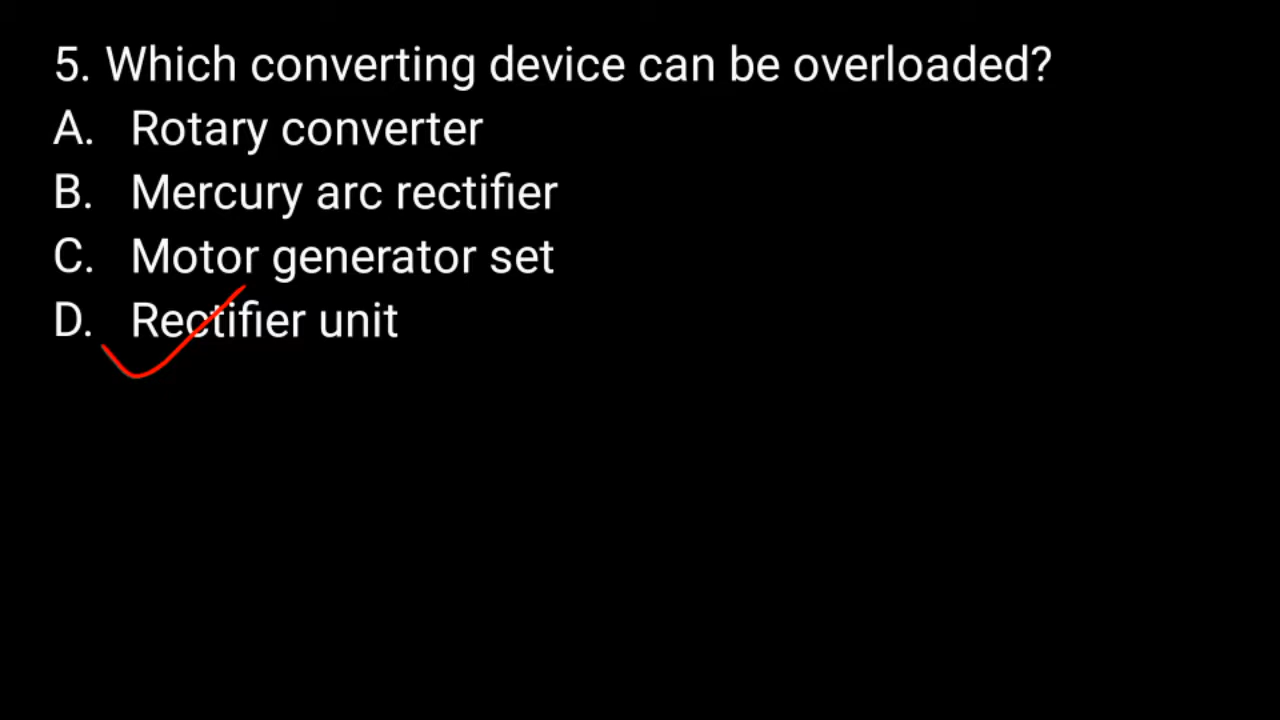 5. Which converting device can be overloaded?
A. Rotary converter
B. Mercury arc rectifier
C. Motor generator set
D. Rectifier unit